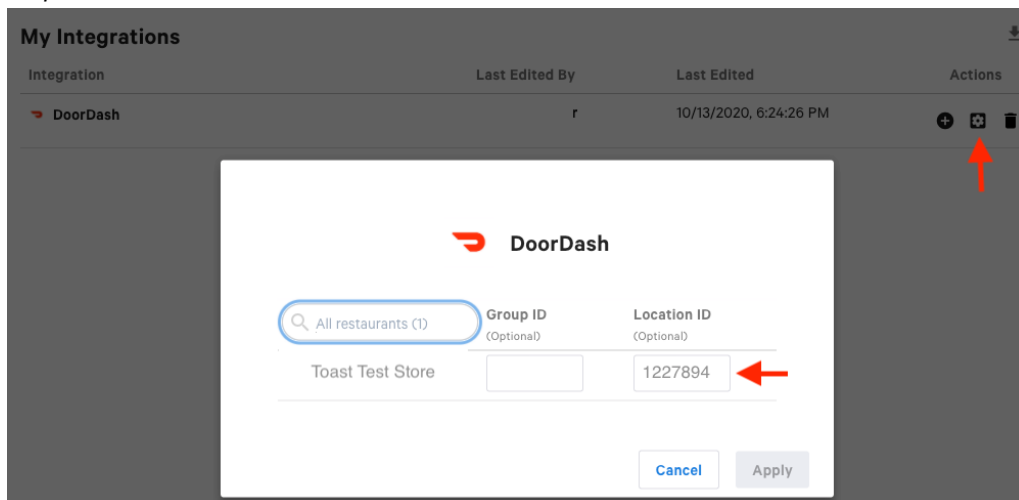 My Integrations
Integration Last Edited By Last Edited Actions
DoorDash r 10/13/2020, 6:24:26 PM
DoorDash
All restaurants (1) Group ID Location ID
(Optional) (Optional)
Toast Test Store 1227894
Cancel Apply